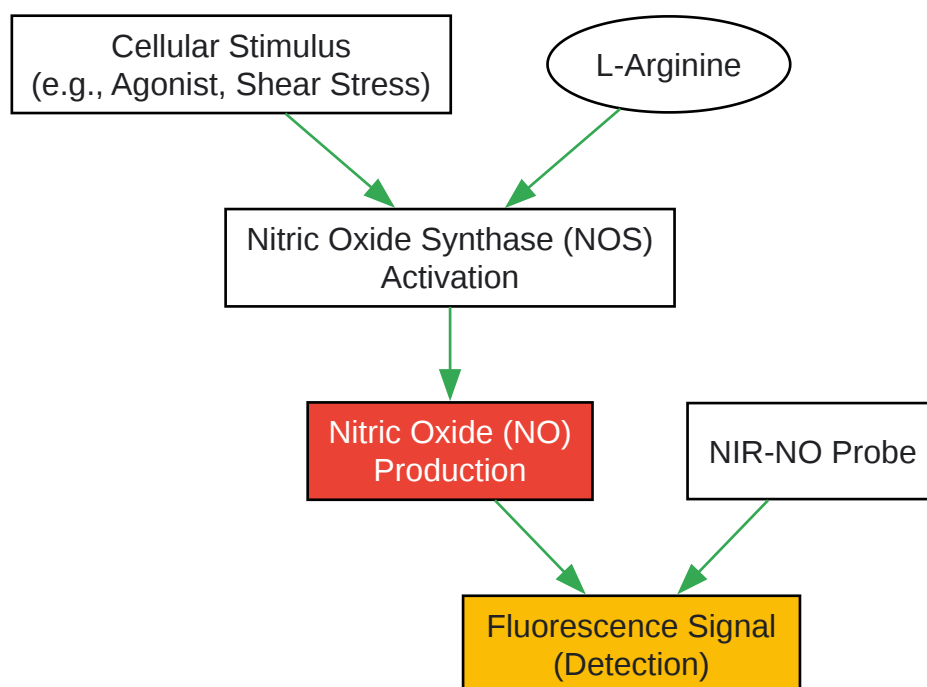 Cellular Stimulus
(e.g., Agonist, Shear Stress)
L-Arginine
Nitric Oxide Synthase (NOS)
Activation
Nitric Oxide (NO)
Production
NIR-NO Probe
Fluorescence Signal
(Detection)